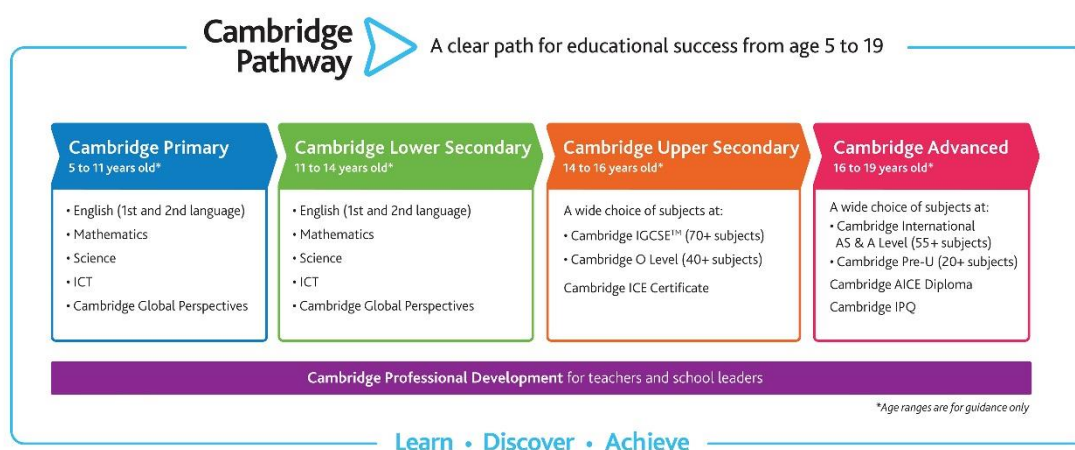 Cambridge
Pathway
A clear path for educational success from age 5 to 19
Cambridge Primary
5 to 11 years old*
• English (1st and 2nd language)
• Mathematics
• Science
• ICT
• Cambridge Global Perspectives
Cambridge Lower Secondary
11 to 14 years old*
• English (1st and 2nd language)
• Mathematics
• Science
• ICT
• Cambridge Global Perspectives
Cambridge Upper Secondary
14 to 16 years old*
A wide choice of subjects at:
• Cambridge IGCSE™ (70+ subjects)
• Cambridge O Level (40+ subjects)
Cambridge ICE Certificate
Cambridge Advanced
16 to 19 years old*
A wide choice of subjects at:
• Cambridge International
AS & A Level (55+ subjects)
• Cambridge Pre-U (20+ subjects)
Cambridge AICE Diploma
Cambridge IPQ
Cambridge Professional Development for teachers and school leaders
*Age ranges are for guidance only
Learn • Discover • Achieve